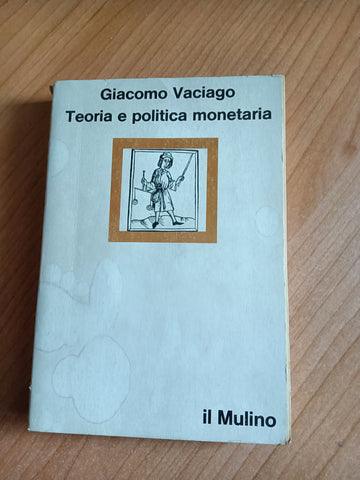 Giacomo Vaciago
Teoria e politica monetaria
il Mulino